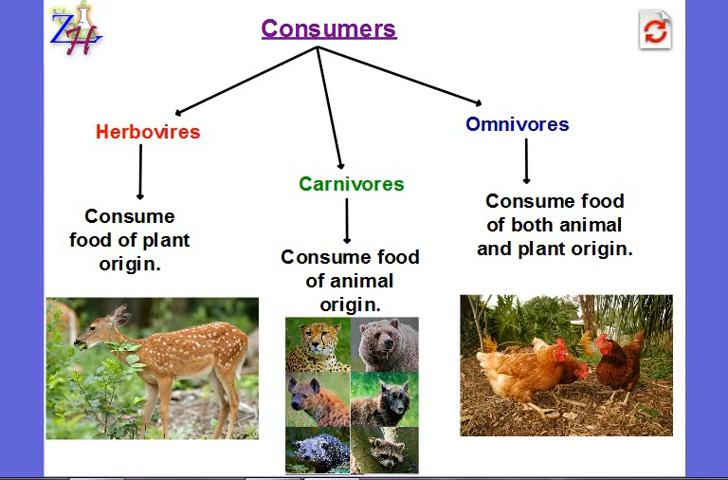 ZH
Consumers
Herbovires
Omnivores
Carnivores
Consume
food of plant
origin.
Consume food
of animal
origin.
Consume food
of both animal
and plant origin.